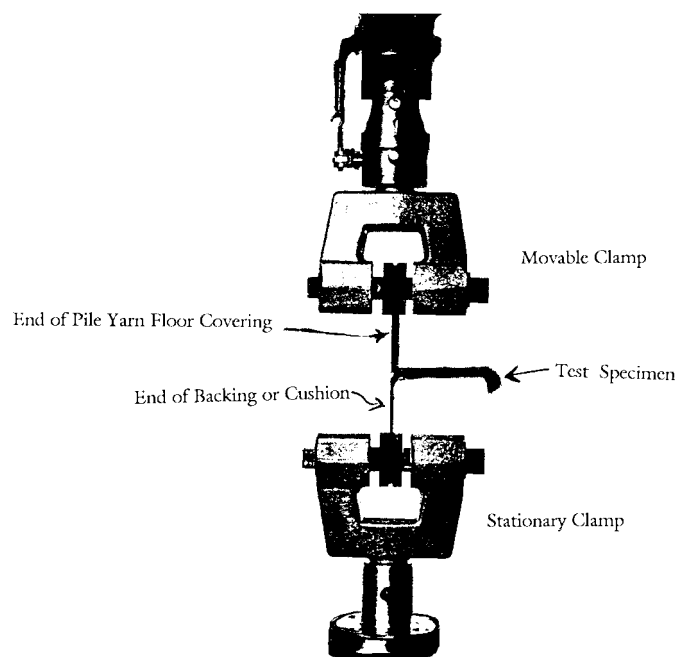 Movable Clamp
End of Pile Yarn Floor Covering
Test Specimen
End of Backing or Cushion
Stationary Clamp